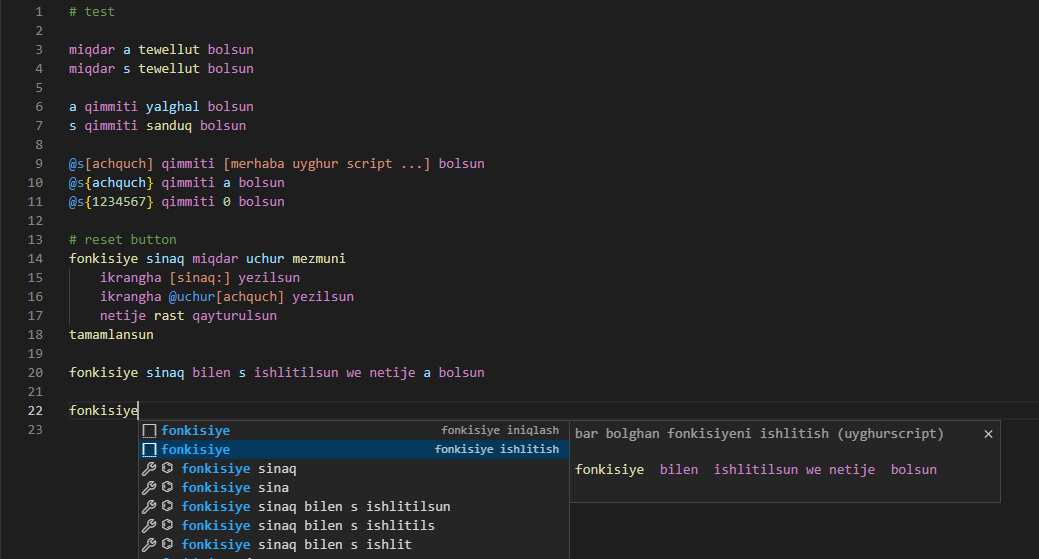 1 # test
2
3 miqdar a tewellut bolsun
4 miqdar s tewellut bolsun
5
6 a qimmiti yalghal bolsun
7 s qimmiti sanduq bolsun
8
9 @s[achquch] qimmiti [merhaba uyghur script ...] bolsun
10 @s{achquch} qimmiti a bolsun
11 @s{1234567} qimmiti 0 bolsun
12
13 # reset button
14 fonkisiye sinaq miqdar uchur mezmuni
15 ikrangha [sinaq:] yezilsun
16 ikrangha @uchur[achquch] yezilsun
17 netije rast qayturulsun
18 tamamlansun
19
20 fonkisiye sinaq bilen s ishlitilsun we netije a bolsun
21
22 fonkisiye
23
fonkisiye fonkisiye iniqlash
fonkisiye fonkisiye ishlitish
fonkisiye sinaq
fonkisiye sina
fonkisiye sinaq bilen s ishlitilsun
fonkisiye sinaq bilen s ishlitils
fonkisiye sinaq bilen s ishlit
bar bolghan fonkisiyeni ishlitish (uyghurscript)
fonkisiye bilen ishlitilsun we netije bolsun